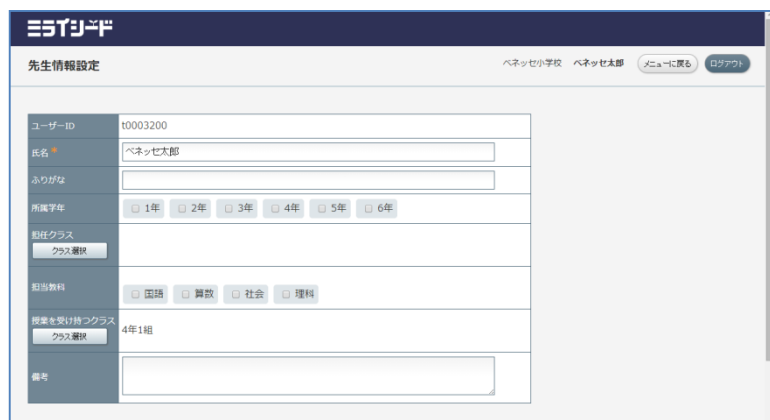 ミライシード
先生情報設定
ベネッセ小学校 ベネッセ太郎 メニューに戻る ログアウト
ユーザーID t0003200
氏名* ベネッセ太郎
ふりがな
所属学年 1年 2年 3年 4年 5年 6年
担任クラス
クラス選択
担当教科 国語 算数 社会 理科
授業を受け持つクラス
クラス選択
4年1組
備考